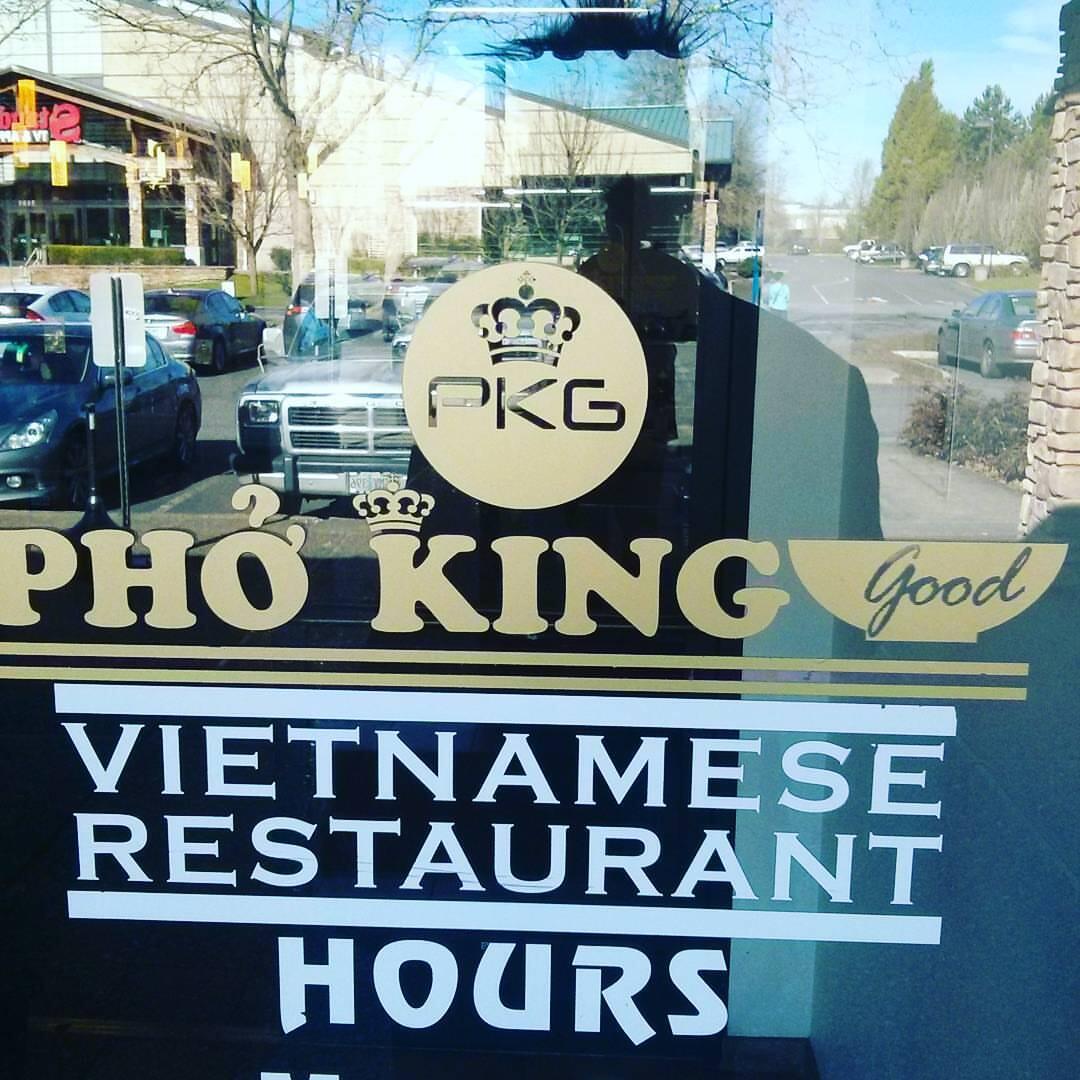 PKG
PHỞ KING good
VIETNAMESE
RESTAURANT
HOURS